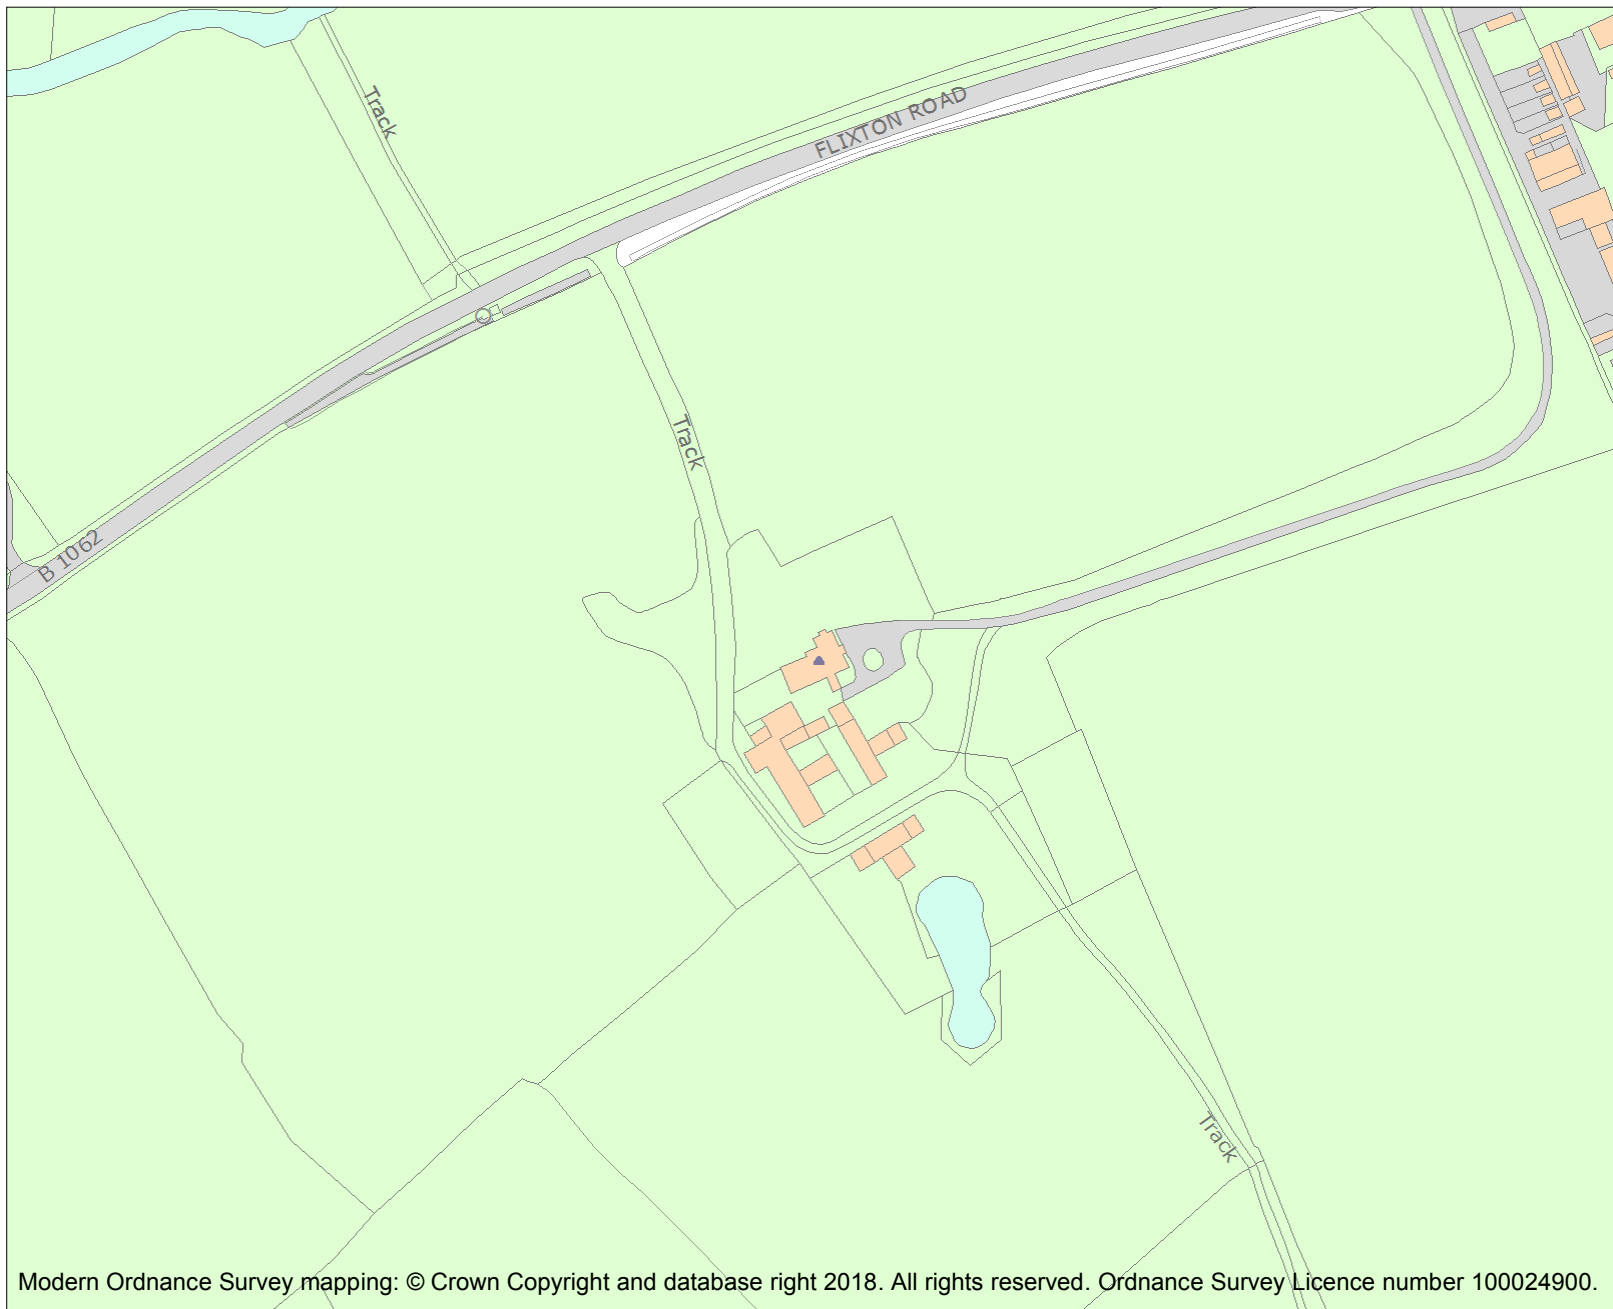 Track
FLIXTON ROAD
Track
B 1062
Track
Modern Ordnance Survey mapping: © Crown Copyright and database right 2018. All rights reserved. Ordnance Survey Licence number 100024900.